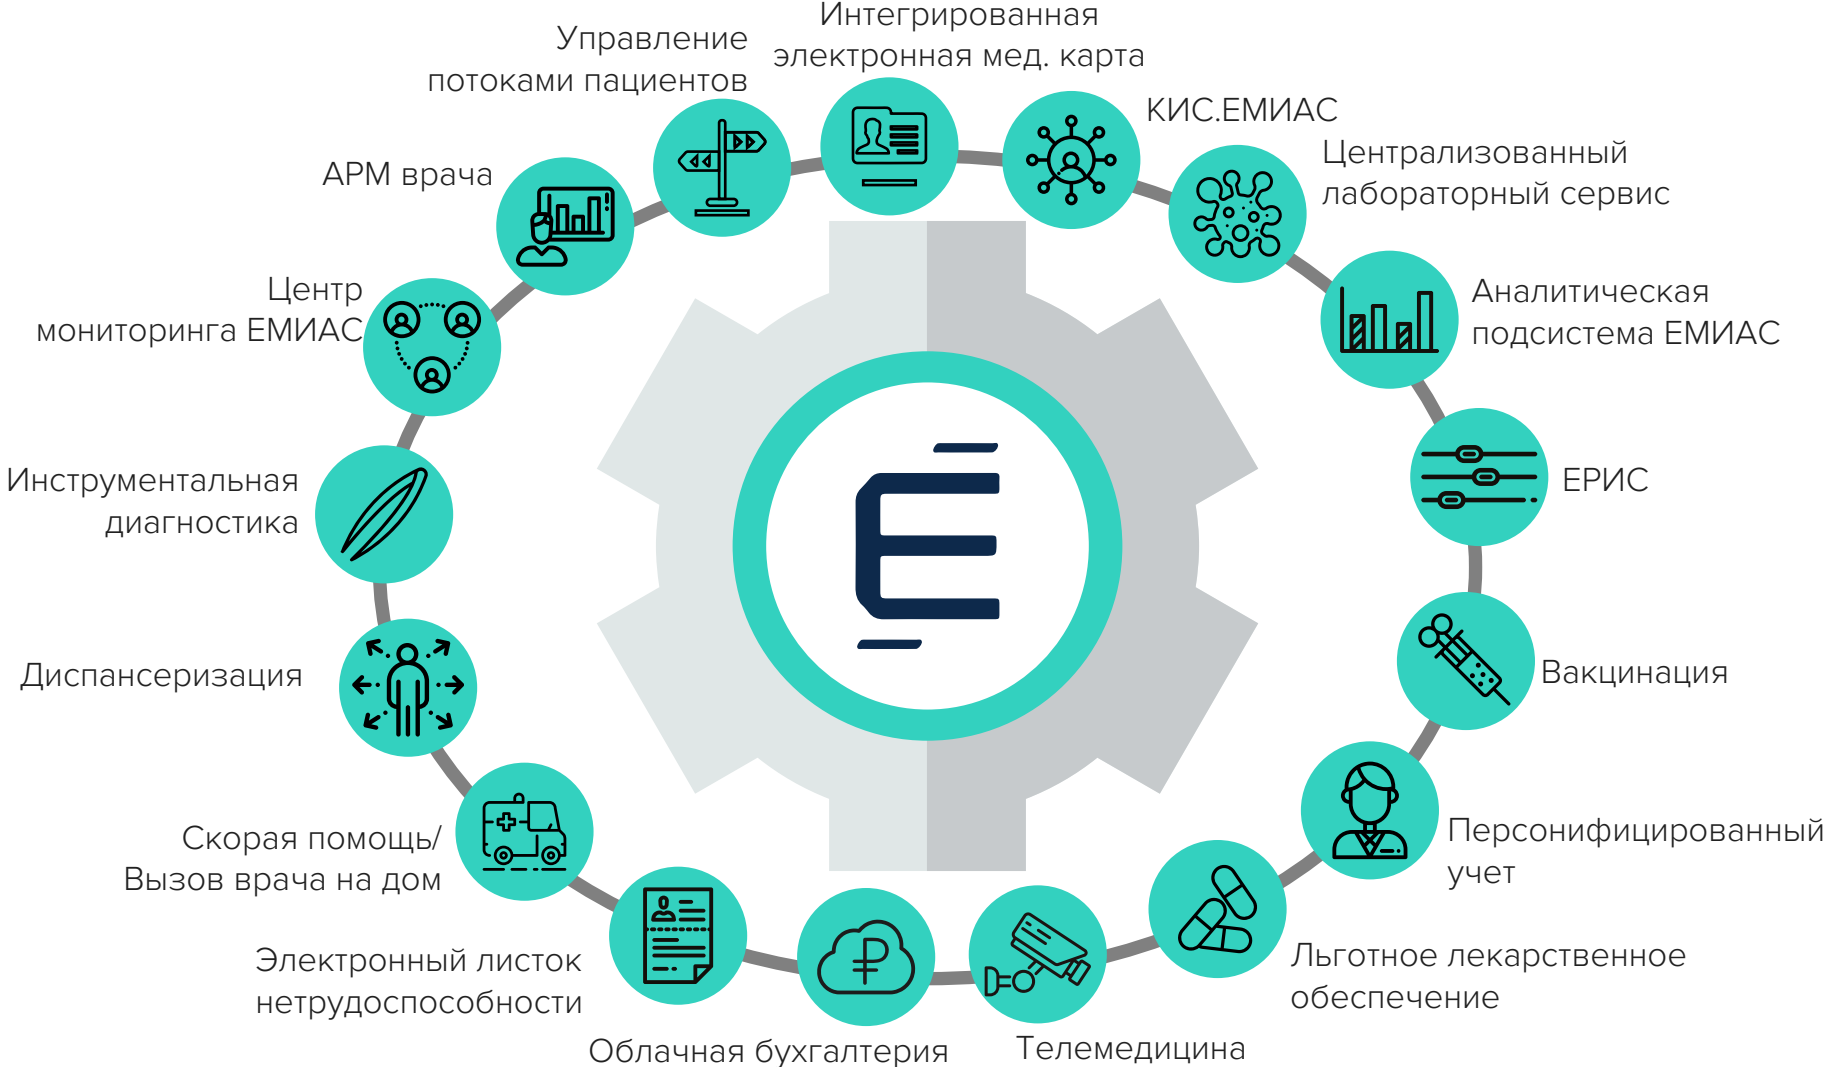 Интегрированная
электронная мед. карта
Управление
потоками пациентов
КИС.ЕМИАС
АРМ врача
Централизованный
лабораторный сервис
Центр
мониторинга ЕМИАС
Аналитическая
подсистема ЕМИАС
Инструментальная
диагностика
ЕРИС
Диспансеризация
Вакцинация
Скорая помощь/
Вызов врача на дом
Персонифицированный
учет
Электронный листок
нетрудоспособности
Льготное лекарственное
обеспечение
Облачная бухгалтерия
Телемедицина